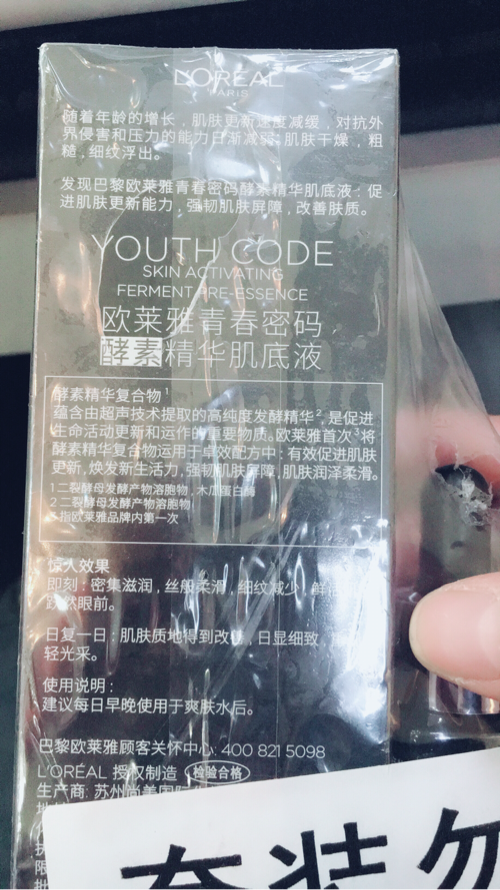 L'ORÉAL
PARIS
随着年龄的增长，肌肤更新速度减缓，对抗外
界侵害和压力的能力日渐减弱：肌肤干燥，粗
糙，细纹浮出。
发现巴黎欧莱雅青春密码酵素精华肌底液：促
进肌肤更新能力，强韧肌肤屏障，改善肤质。
YOUTH CODE
SKIN ACTIVATING
FERMENT PRE-ESSENCE
欧莱雅青春密码
酵素精华肌底液
酵素精华复合物1
蕴含由超声技术提取的高纯度发酵精华2，是促进
生命活动更新和运作的重要物质。欧莱雅首次3将
酵素精华复合物运用于卓效配方中：有效促进肌肤
更新，焕发新生活力，强韧肌肤屏障，肌肤润泽柔滑。
1 二裂酵母发酵产物溶胞物，木瓜蛋白酶
2 二裂酵母发酵产物溶胞物
3 指欧莱雅品牌内第一次
惊人效果
即刻：密集滋润，丝般柔滑，细纹减少，鲜
跃然眼前。
日复一日：肌肤质地得到改善，日显细致
轻光采。
使用说明：
建议每日早晚使用于爽肤水后。
巴黎欧莱雅顾客关怀中心: 400 821 5098
L'ORÉAL 授权制造 检验合格
生产商: 苏州尚美国际
套装勿